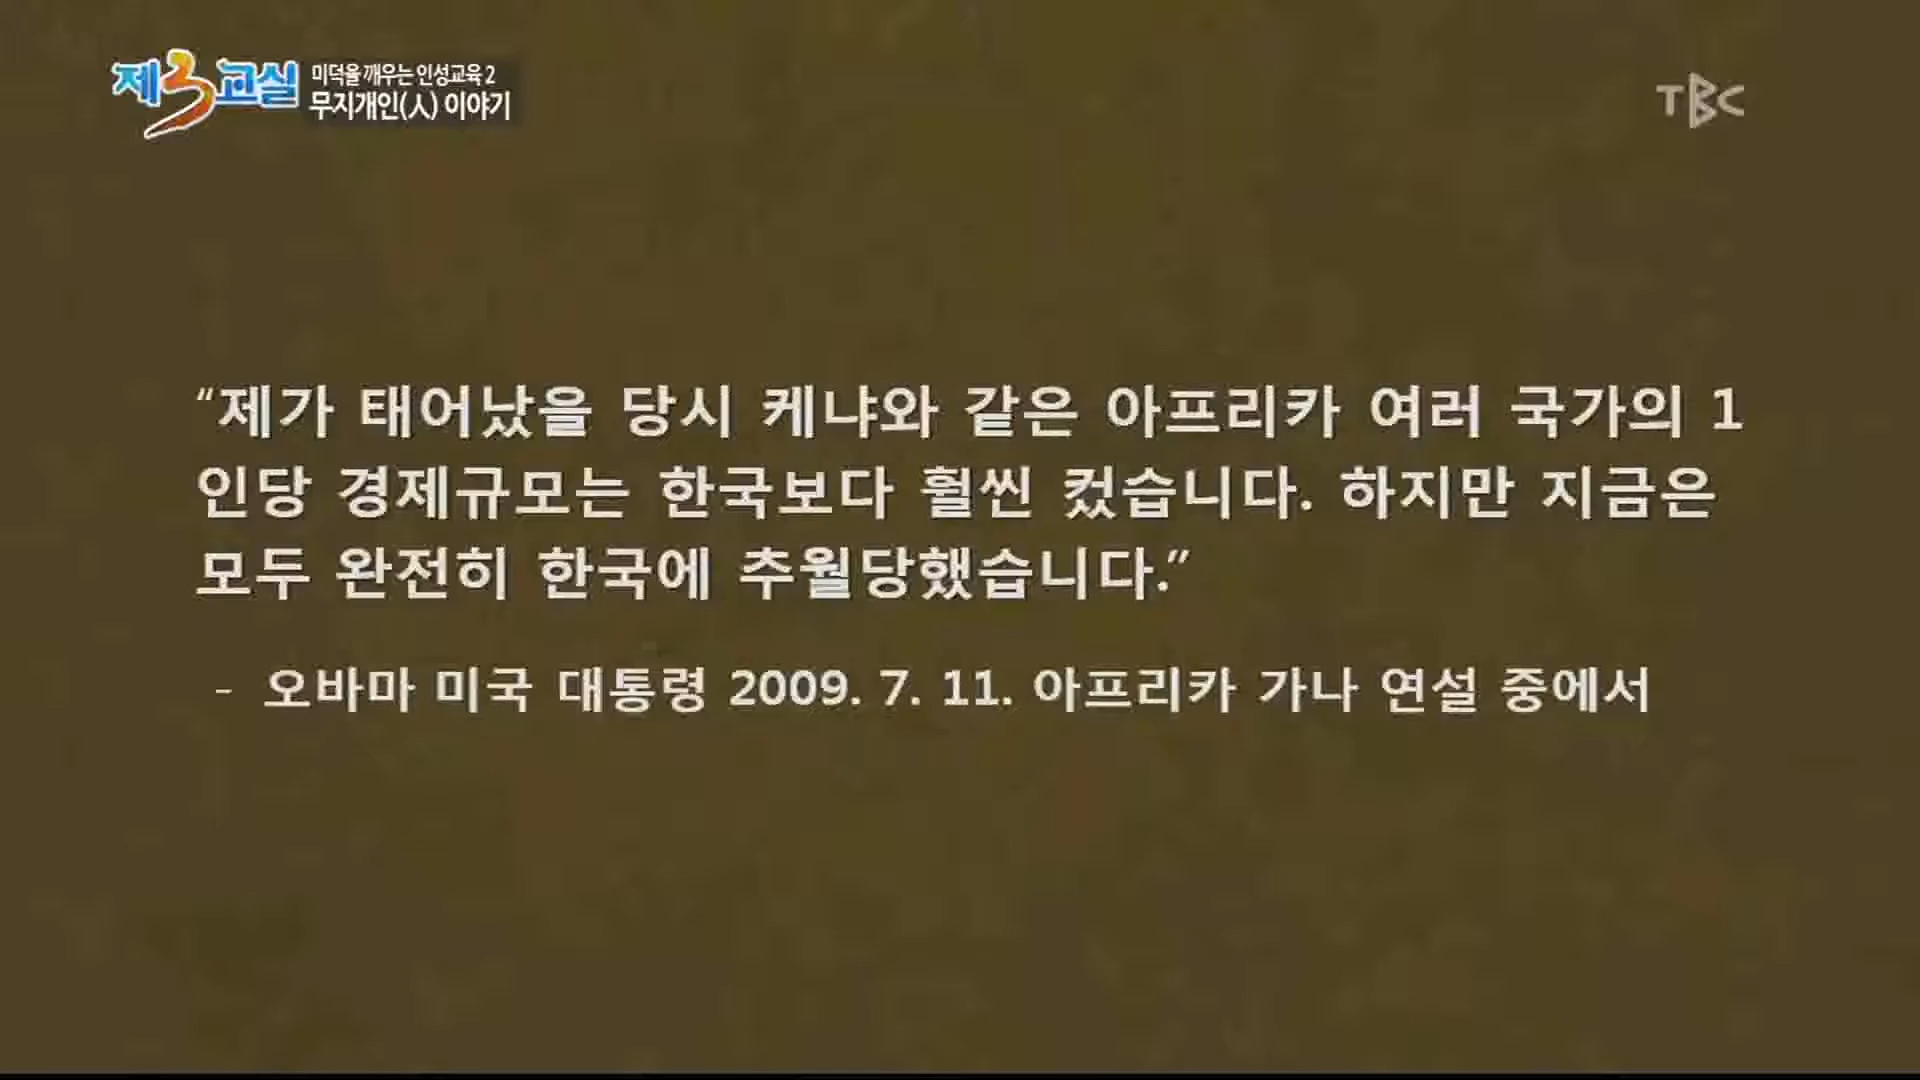 제3교실
미덕을 깨우는 인성교육 2
무지개인(人) 이야기
TBC
“제가 태어났을 당시 케냐와 같은 아프리카 여러 국가의 1
인당 경제규모는 한국보다 훨씬 컸습니다. 하지만 지금은
모두 완전히 한국에 추월당했습니다.”
- 오바마 미국 대통령 2009. 7. 11. 아프리카 가나 연설 중에서